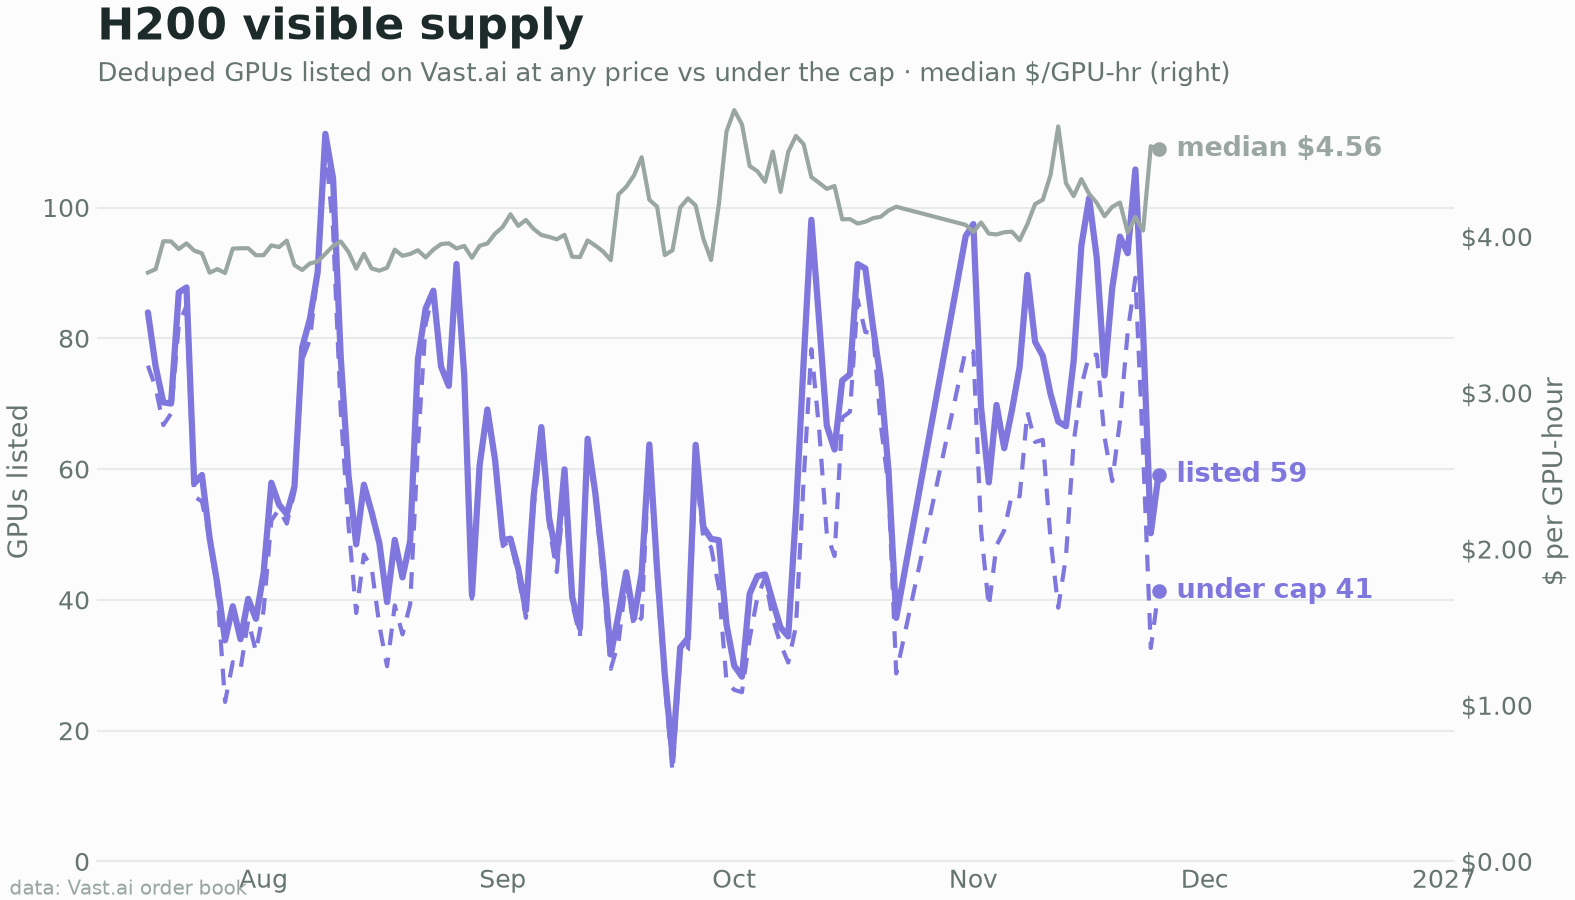 H200 visible supply
Deduped GPUs listed on Vast.ai at any price vs under the cap · median $/GPU-hr (right)
median $4.56
100
$4.00
80
$3.00
GPUs listed
$ per GPU-hour
60
listed 59
$2.00
40
under cap 41
$1.00
20
0
$0.00
Aug
Sep
Oct
Nov
Dec
2027
data: Vast.ai order book